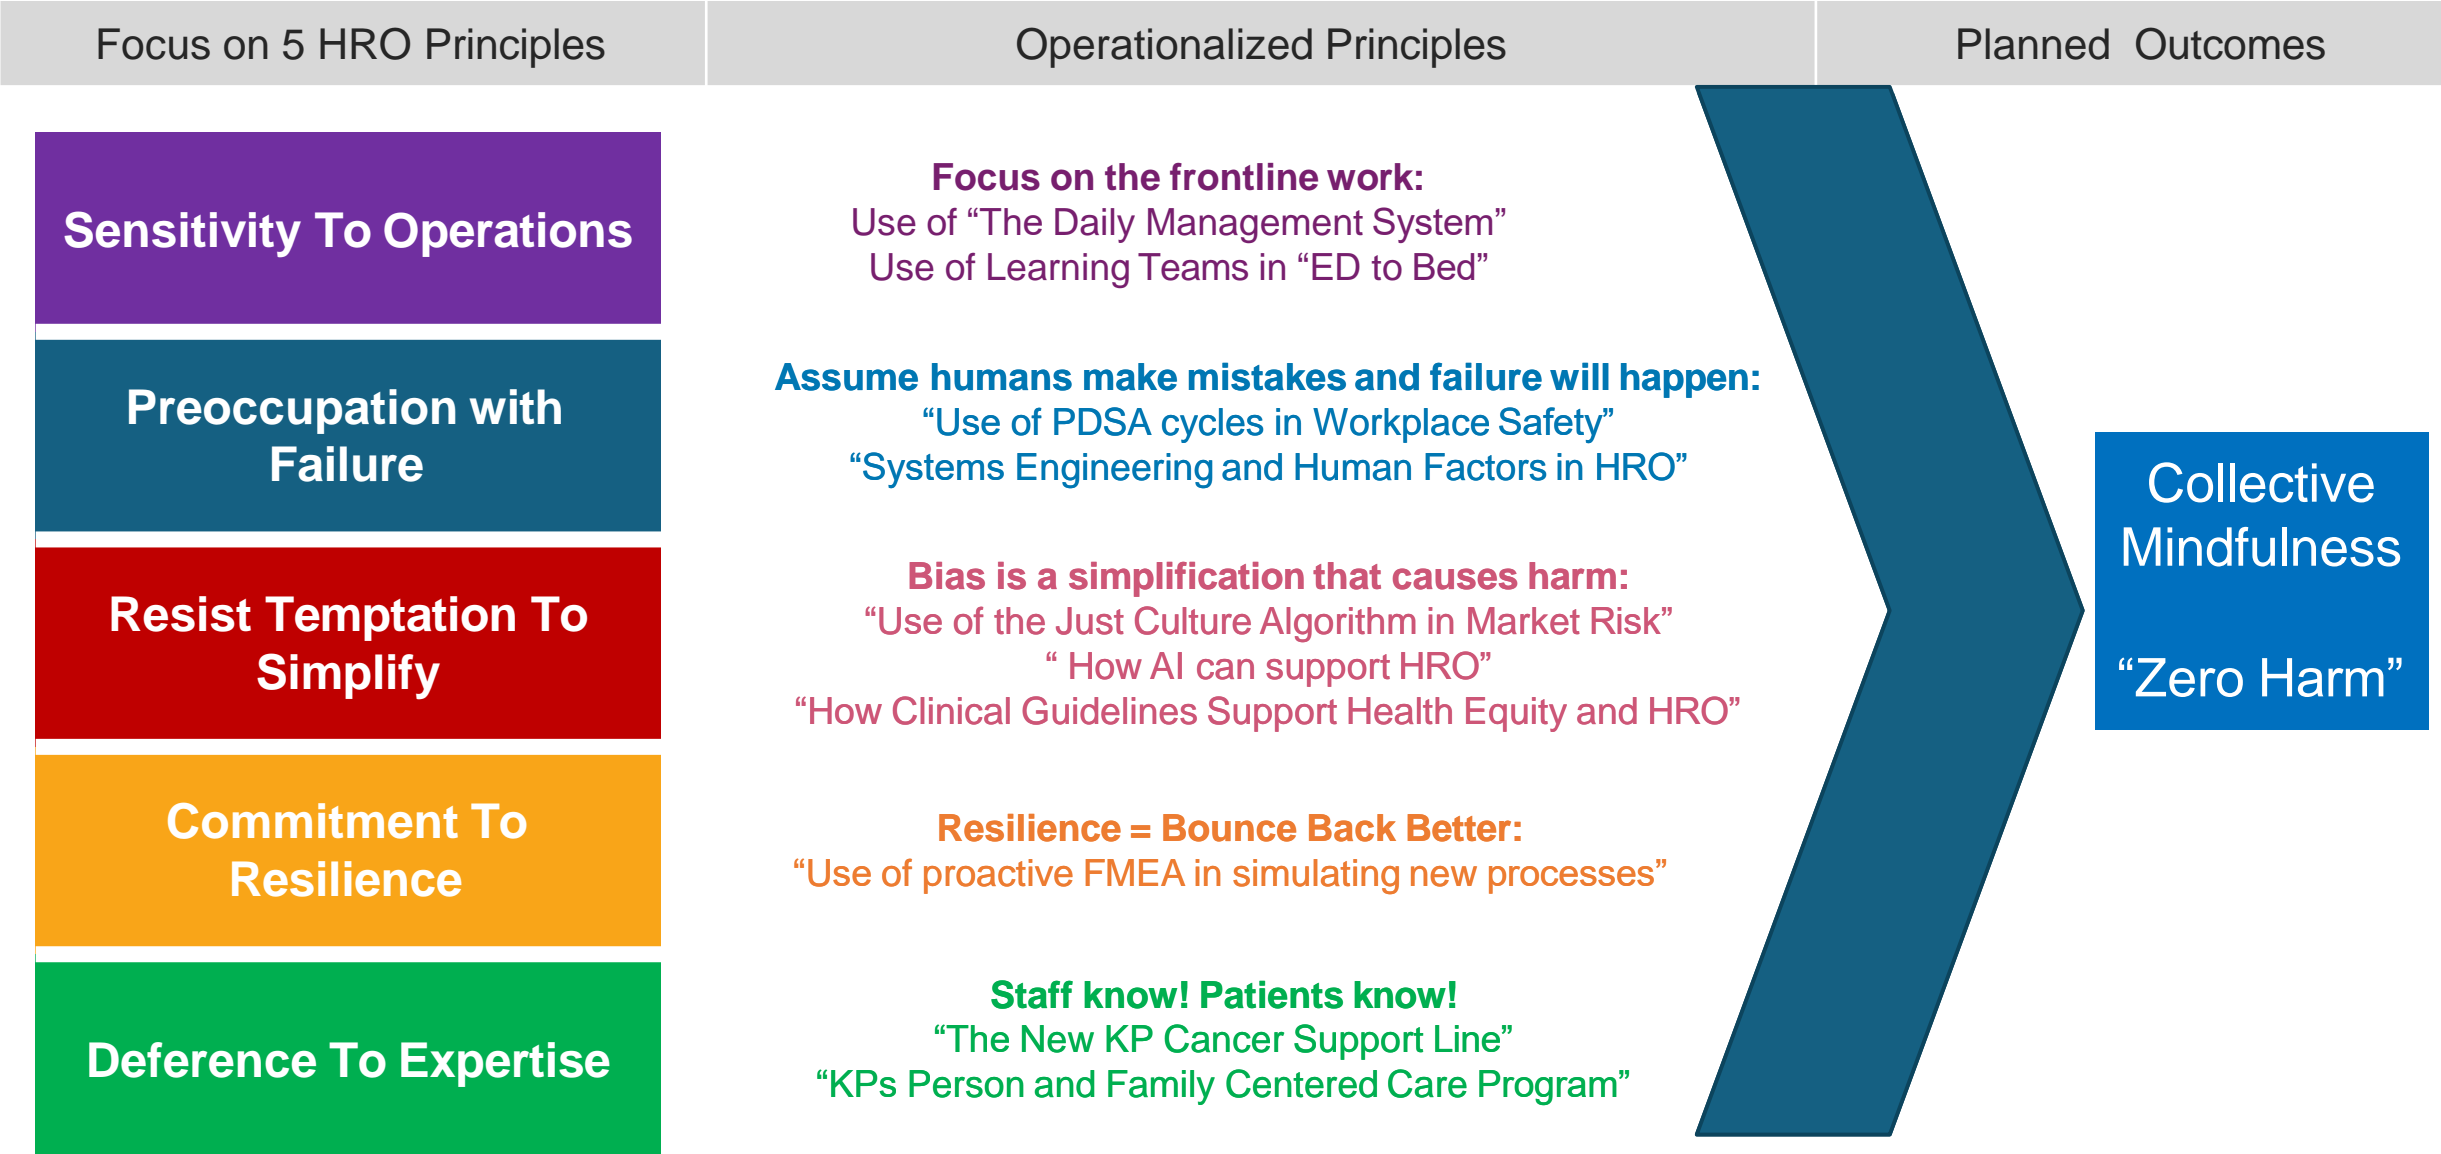 Focus on 5 HRO Principles
Operationalized Principles
Planned  Outcomes
Sensitivity To Operations
Focus on the frontline work:
Use of “The Daily Management System”
Use of Learning Teams in “ED to Bed”
Preoccupation with
Failure
Assume humans make mistakes and failure will happen:
“Use of PDSA cycles in Workplace Safety”
“Systems Engineering and Human Factors in HRO”
Resist Temptation To
Simplify
Bias is a simplification that causes harm:
“Use of the Just Culture Algorithm in Market Risk”
“ How AI can support HRO”
“How Clinical Guidelines Support Health Equity and HRO”
Commitment To
Resilience
Resilience = Bounce Back Better:
“Use of proactive FMEA in simulating new processes”
Deference To Expertise
Staff know! Patients know!
“The New KP Cancer Support Line”
“KPs Person and Family Centered Care Program”
Collective
Mindfulness
“Zero Harm”